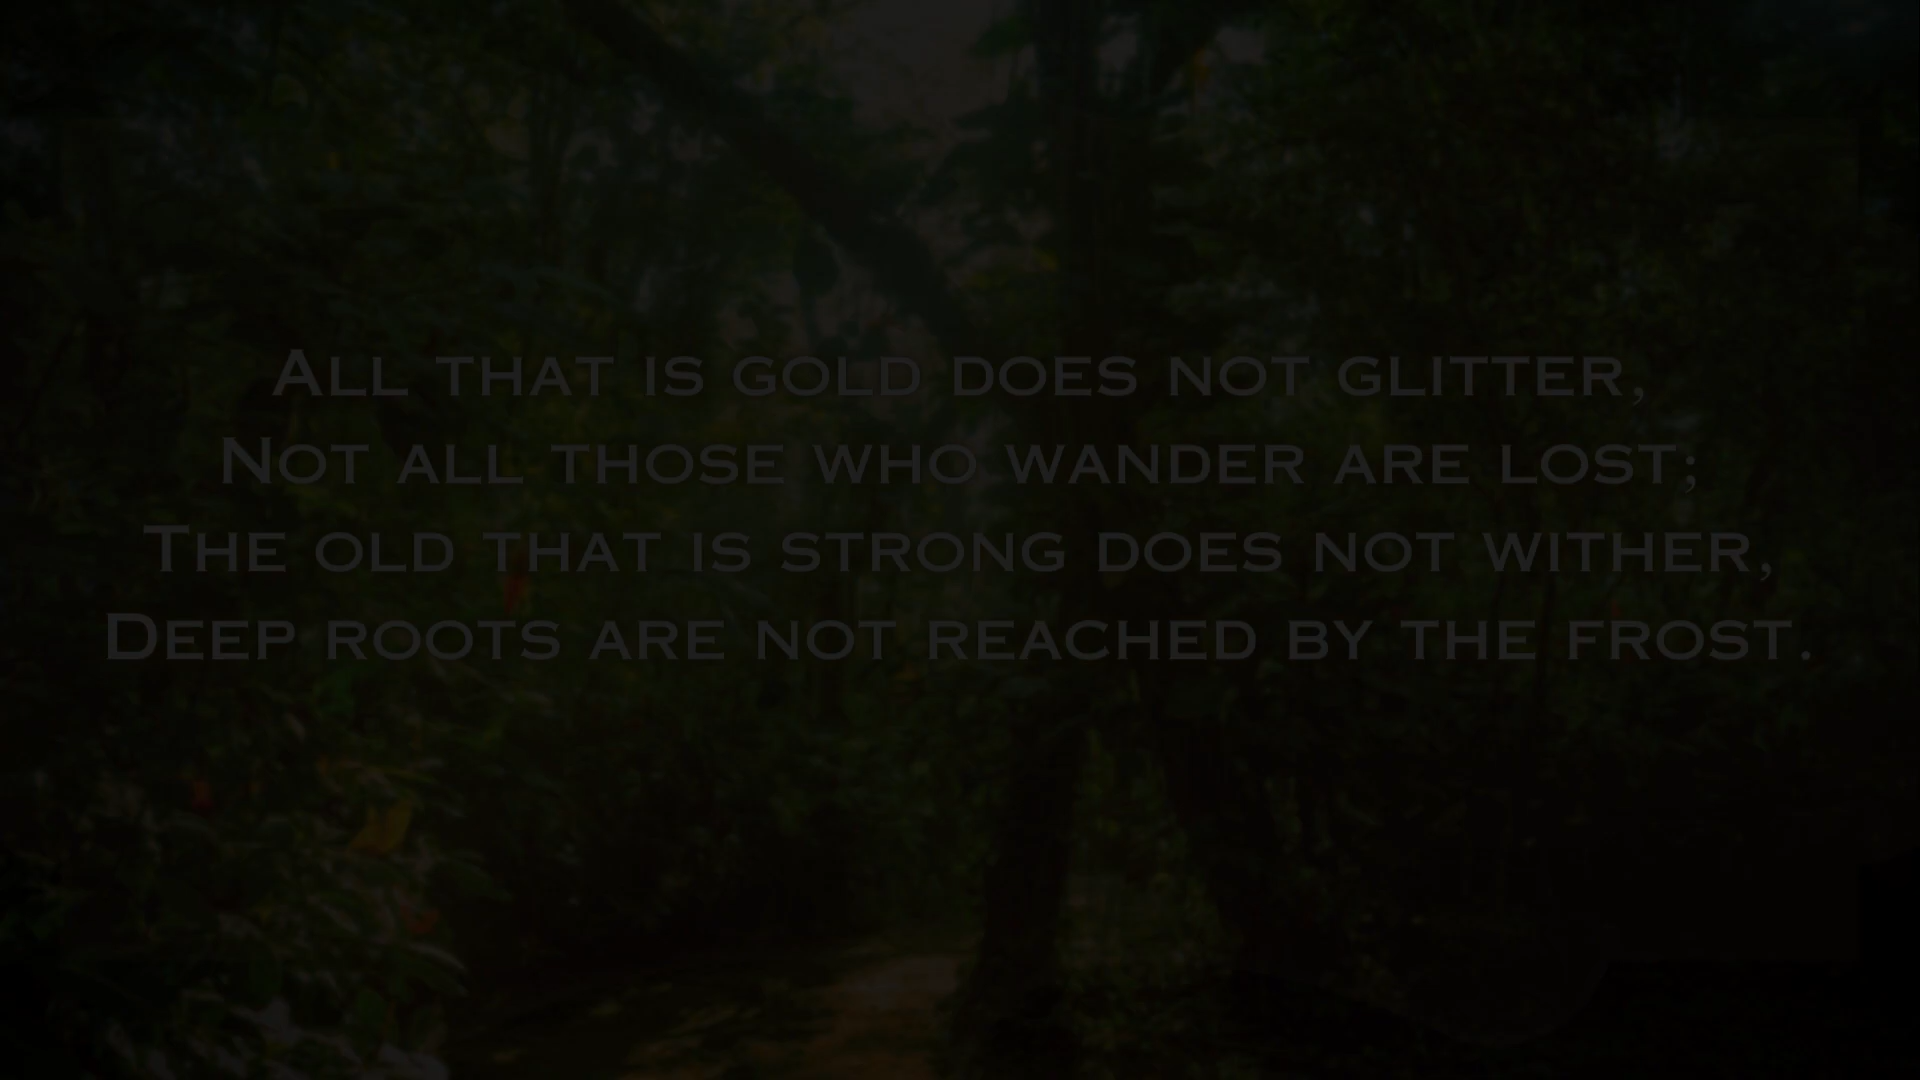 All that is gold does not glitter,
Not all those who wander are lost;
The old that is strong does not wither,
Deep roots are not reached by the frost.